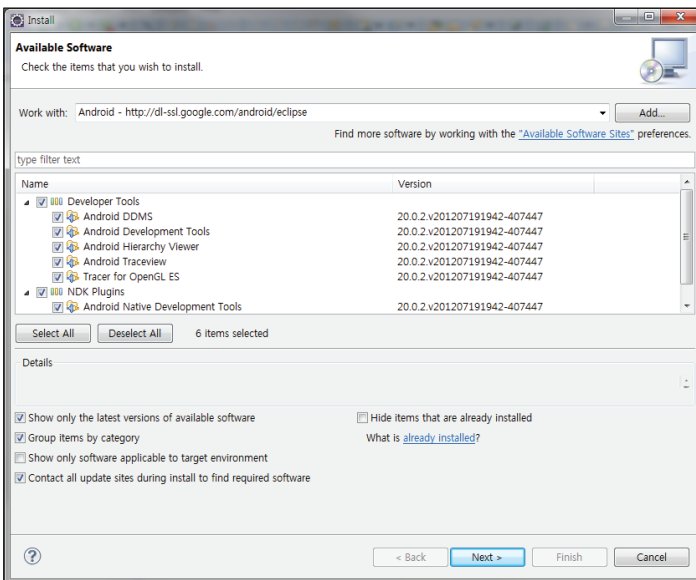 Install
Available Software
Check the items that you wish to install.
Work with: Android - http://dl-ssl.google.com/android/eclipse Add...
Find more software by working with the "Available Software Sites" preferences.
type filter text
Name Version
Developer Tools
Android DDMS 20.0.2.v201207191942-407447
Android Development Tools 20.0.2.v201207191942-407447
Android Hierarchy Viewer 20.0.2.v201207191942-407447
Android Traceview 20.0.2.v201207191942-407447
Tracer for OpenGL ES 20.0.2.v201207191942-407447
NDK Plugins
Android Native Development Tools 20.0.2.v201207191942-407447
Select All Deselect All 6 items selected
Details
Show only the latest versions of available software Hide items that are already installed
Group items by category What is already installed?
Show only software applicable to target environment
Contact all update sites during install to find required software
? < Back Next > Finish Cancel